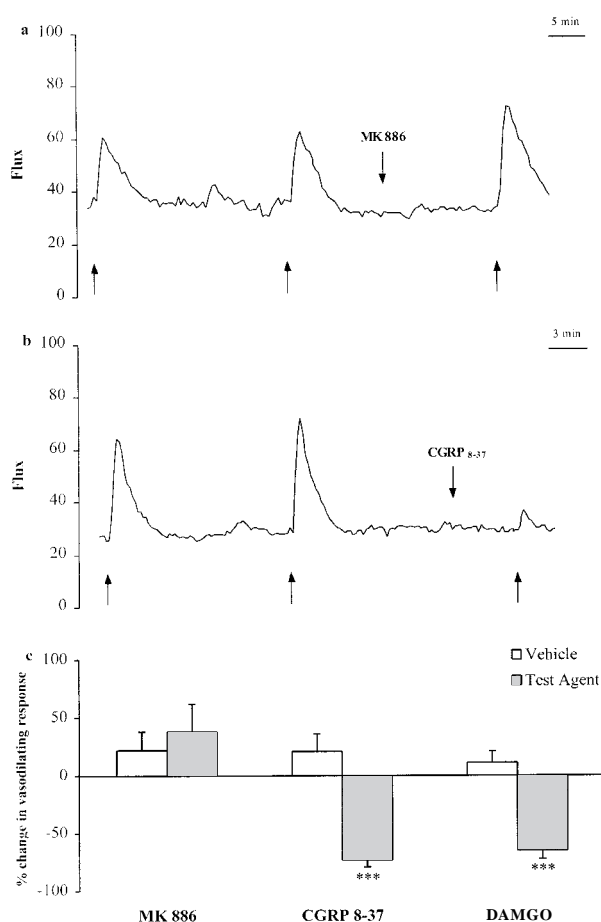 a
100
5 min
80
MK 886
60
Flux
40
20
0
b
100
3 min
80
CGRP 8-37
60
Flux
40
20
0
c
100
Vehicle
Test Agent
50
% change in vasodilating response
0
-50
***
***
-100
MK 886
CGRP 8-37
DAMGO